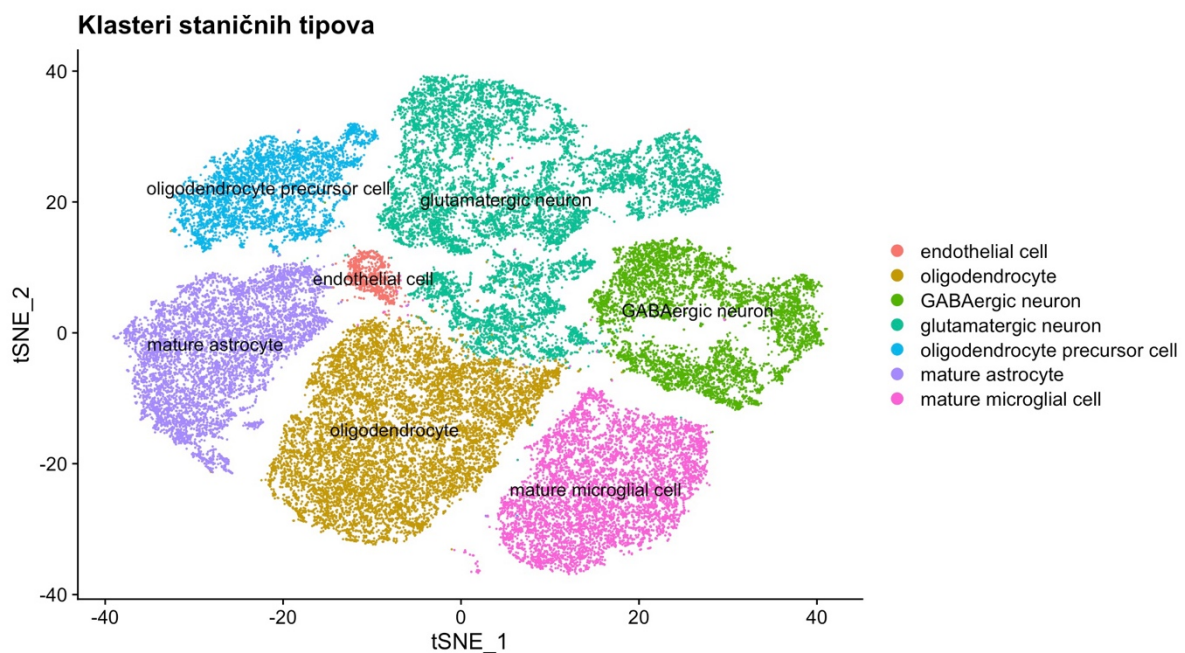 Klasteri staničnih tipova
40
20
0
-20
-40
tSNE_2
oligodendrocyte precursor cell
glutamatergic neuron
endothelial cell
GABAergic neuron
mature astrocyte
oligodendrocyte
mature microglial cell
-40
-20
0
20
40
tSNE_1
endothelial cell
oligodendrocyte
GABAergic neuron
glutamatergic neuron
oligodendrocyte precursor cell
mature astrocyte
mature microglial cell